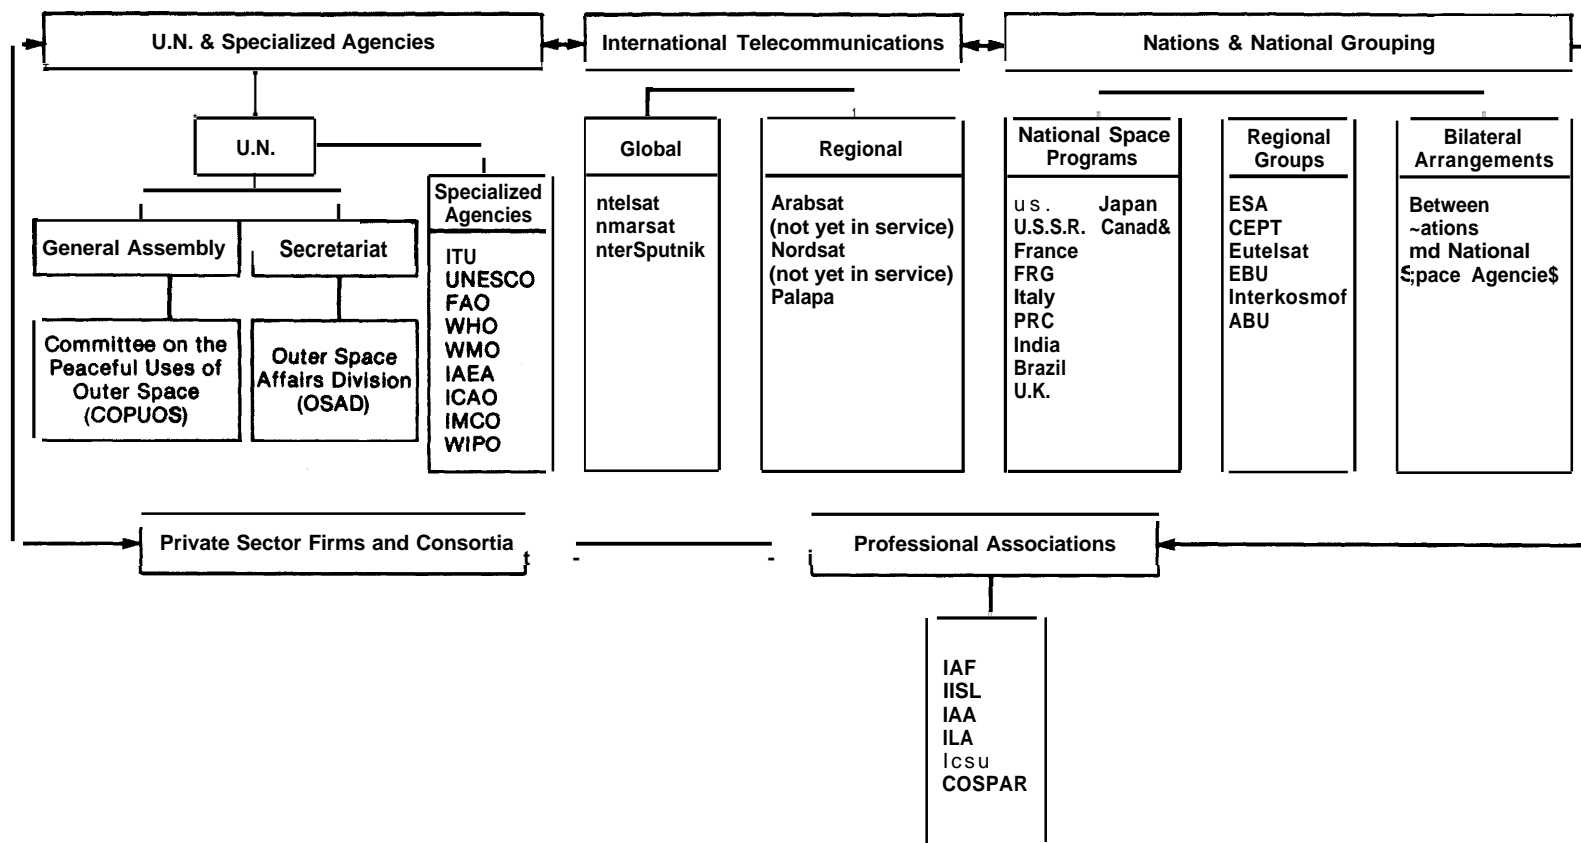 U.N. & Specialized Agencies
International Telecommunications
Nations & National Grouping
U.N.
General Assembly
Secretariat
Committee on the
Peaceful Uses of
Outer Space
(COPUOS)
Outer Space
Affairs Division
(OSAD)
Specialized
Agencies
ITU
UNESCO
FAO
WHO
WMO
IAEA
ICAO
IMCO
WIPO
Global
ntelsat
nmarsat
nterSputnik
Regional
Arabsat
(not yet in service)
Nordsat
(not yet in service)
Palapa
National Space
Programs
us. Japan
U.S.S.R. Canad&
France
FRG
Italy
PRC
India
Brazil
U.K.
Regional
Groups
ESA
CEPT
Eutelsat
EBU
Interkosmof
ABU
Bilateral
Arrangements
Between
~ations
md National
S;pace Agencie$
Private Sector Firms and Consortia
Professional Associations
IAF
IISL
IAA
ILA
Icsu
COSPAR